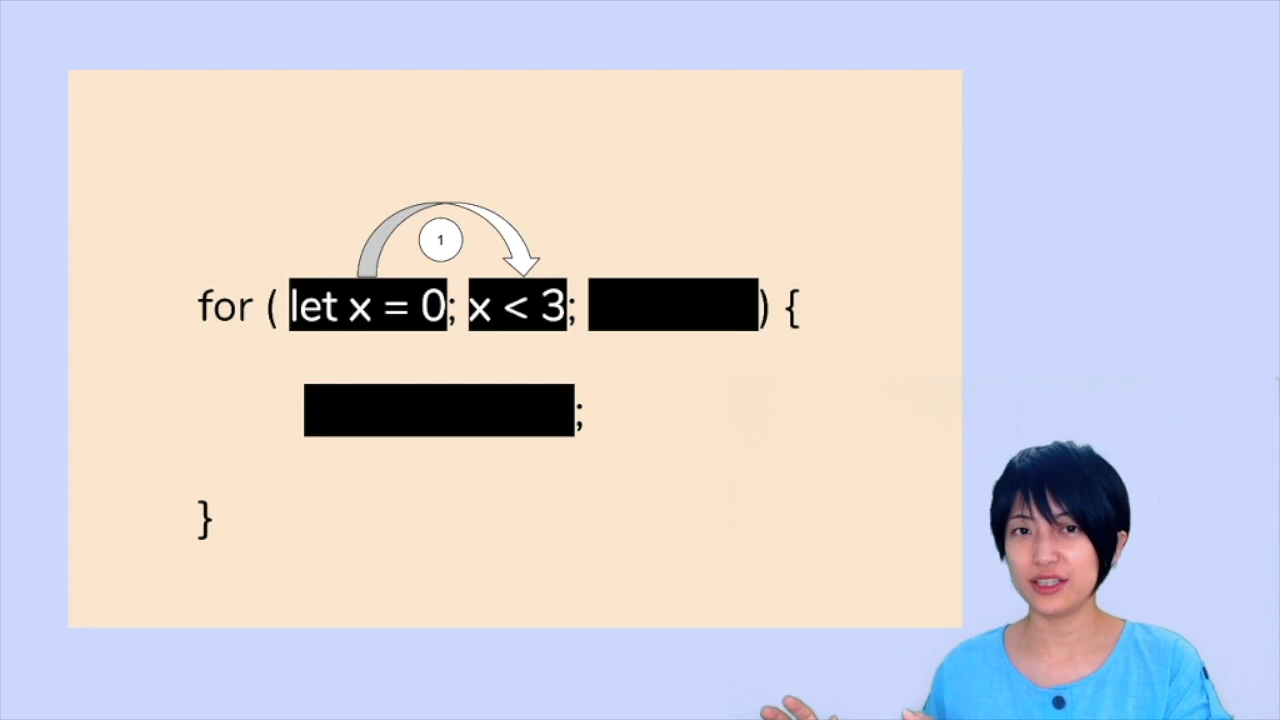 1
for ( let x = 0; x < 3; ) {
;
}